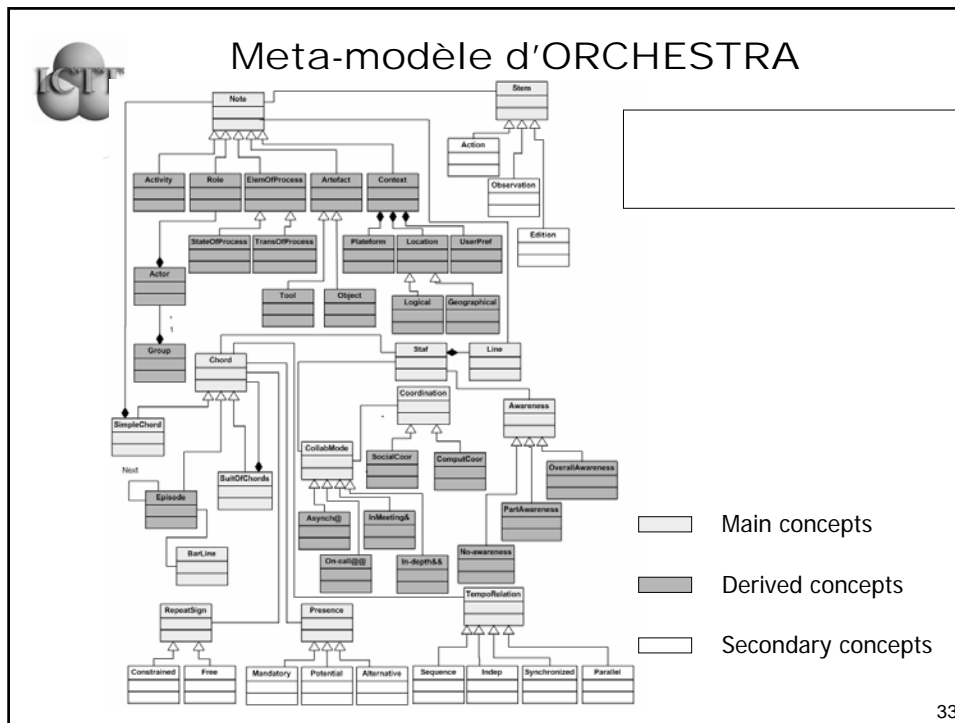 Meta-modèle d'ORCHESTRA
ICTT
Note
Stem
Action
Observation
Edition
Activity
Role
ElemOfProcess
Artefact
Context
StateOfProcess
TransOfProcess
Plateform
Location
UserPref
Actor
Tool
Object
Logical
Geographical
*
1
Group
Chord
Staf
Line
Coordination
*
Awareness
SimpleChord
CollabMode
SocialCoor
ComputCoor
OverallAwareness
Next
SuitOfChords
Episode
PartAwareness
Asynch@
InMeeting&
BarLine
On-call@@
In-depth&&
No-awareness
RepeatSign
Presence
TempoRelation
Constrained
Free
Mandatory
Potential
Alternative
Sequence
Indep
Synchronized
Parallel
Main concepts
Derived concepts
Secondary concepts
33